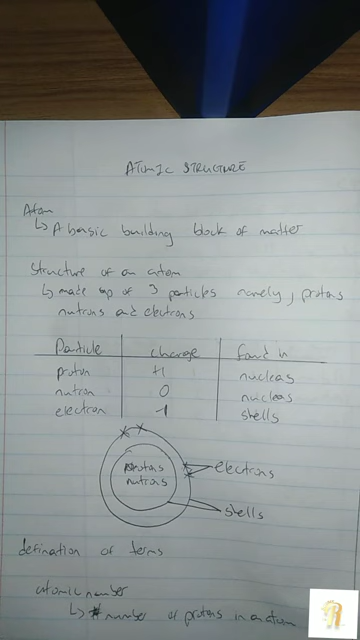 ATOMIC STRUCTURE
Atom
↳ A basic building block of matter
Structure of an atom
↳ made up of 3 particles namely, protons
nutrons and electrons
Particle charge found in
proton +1 nucleas
nutron 0 nucleas
electron -1 shells
protons
nutrons
electrons
shells
defination of terms
atomic number
↳ # number of protons in an atom